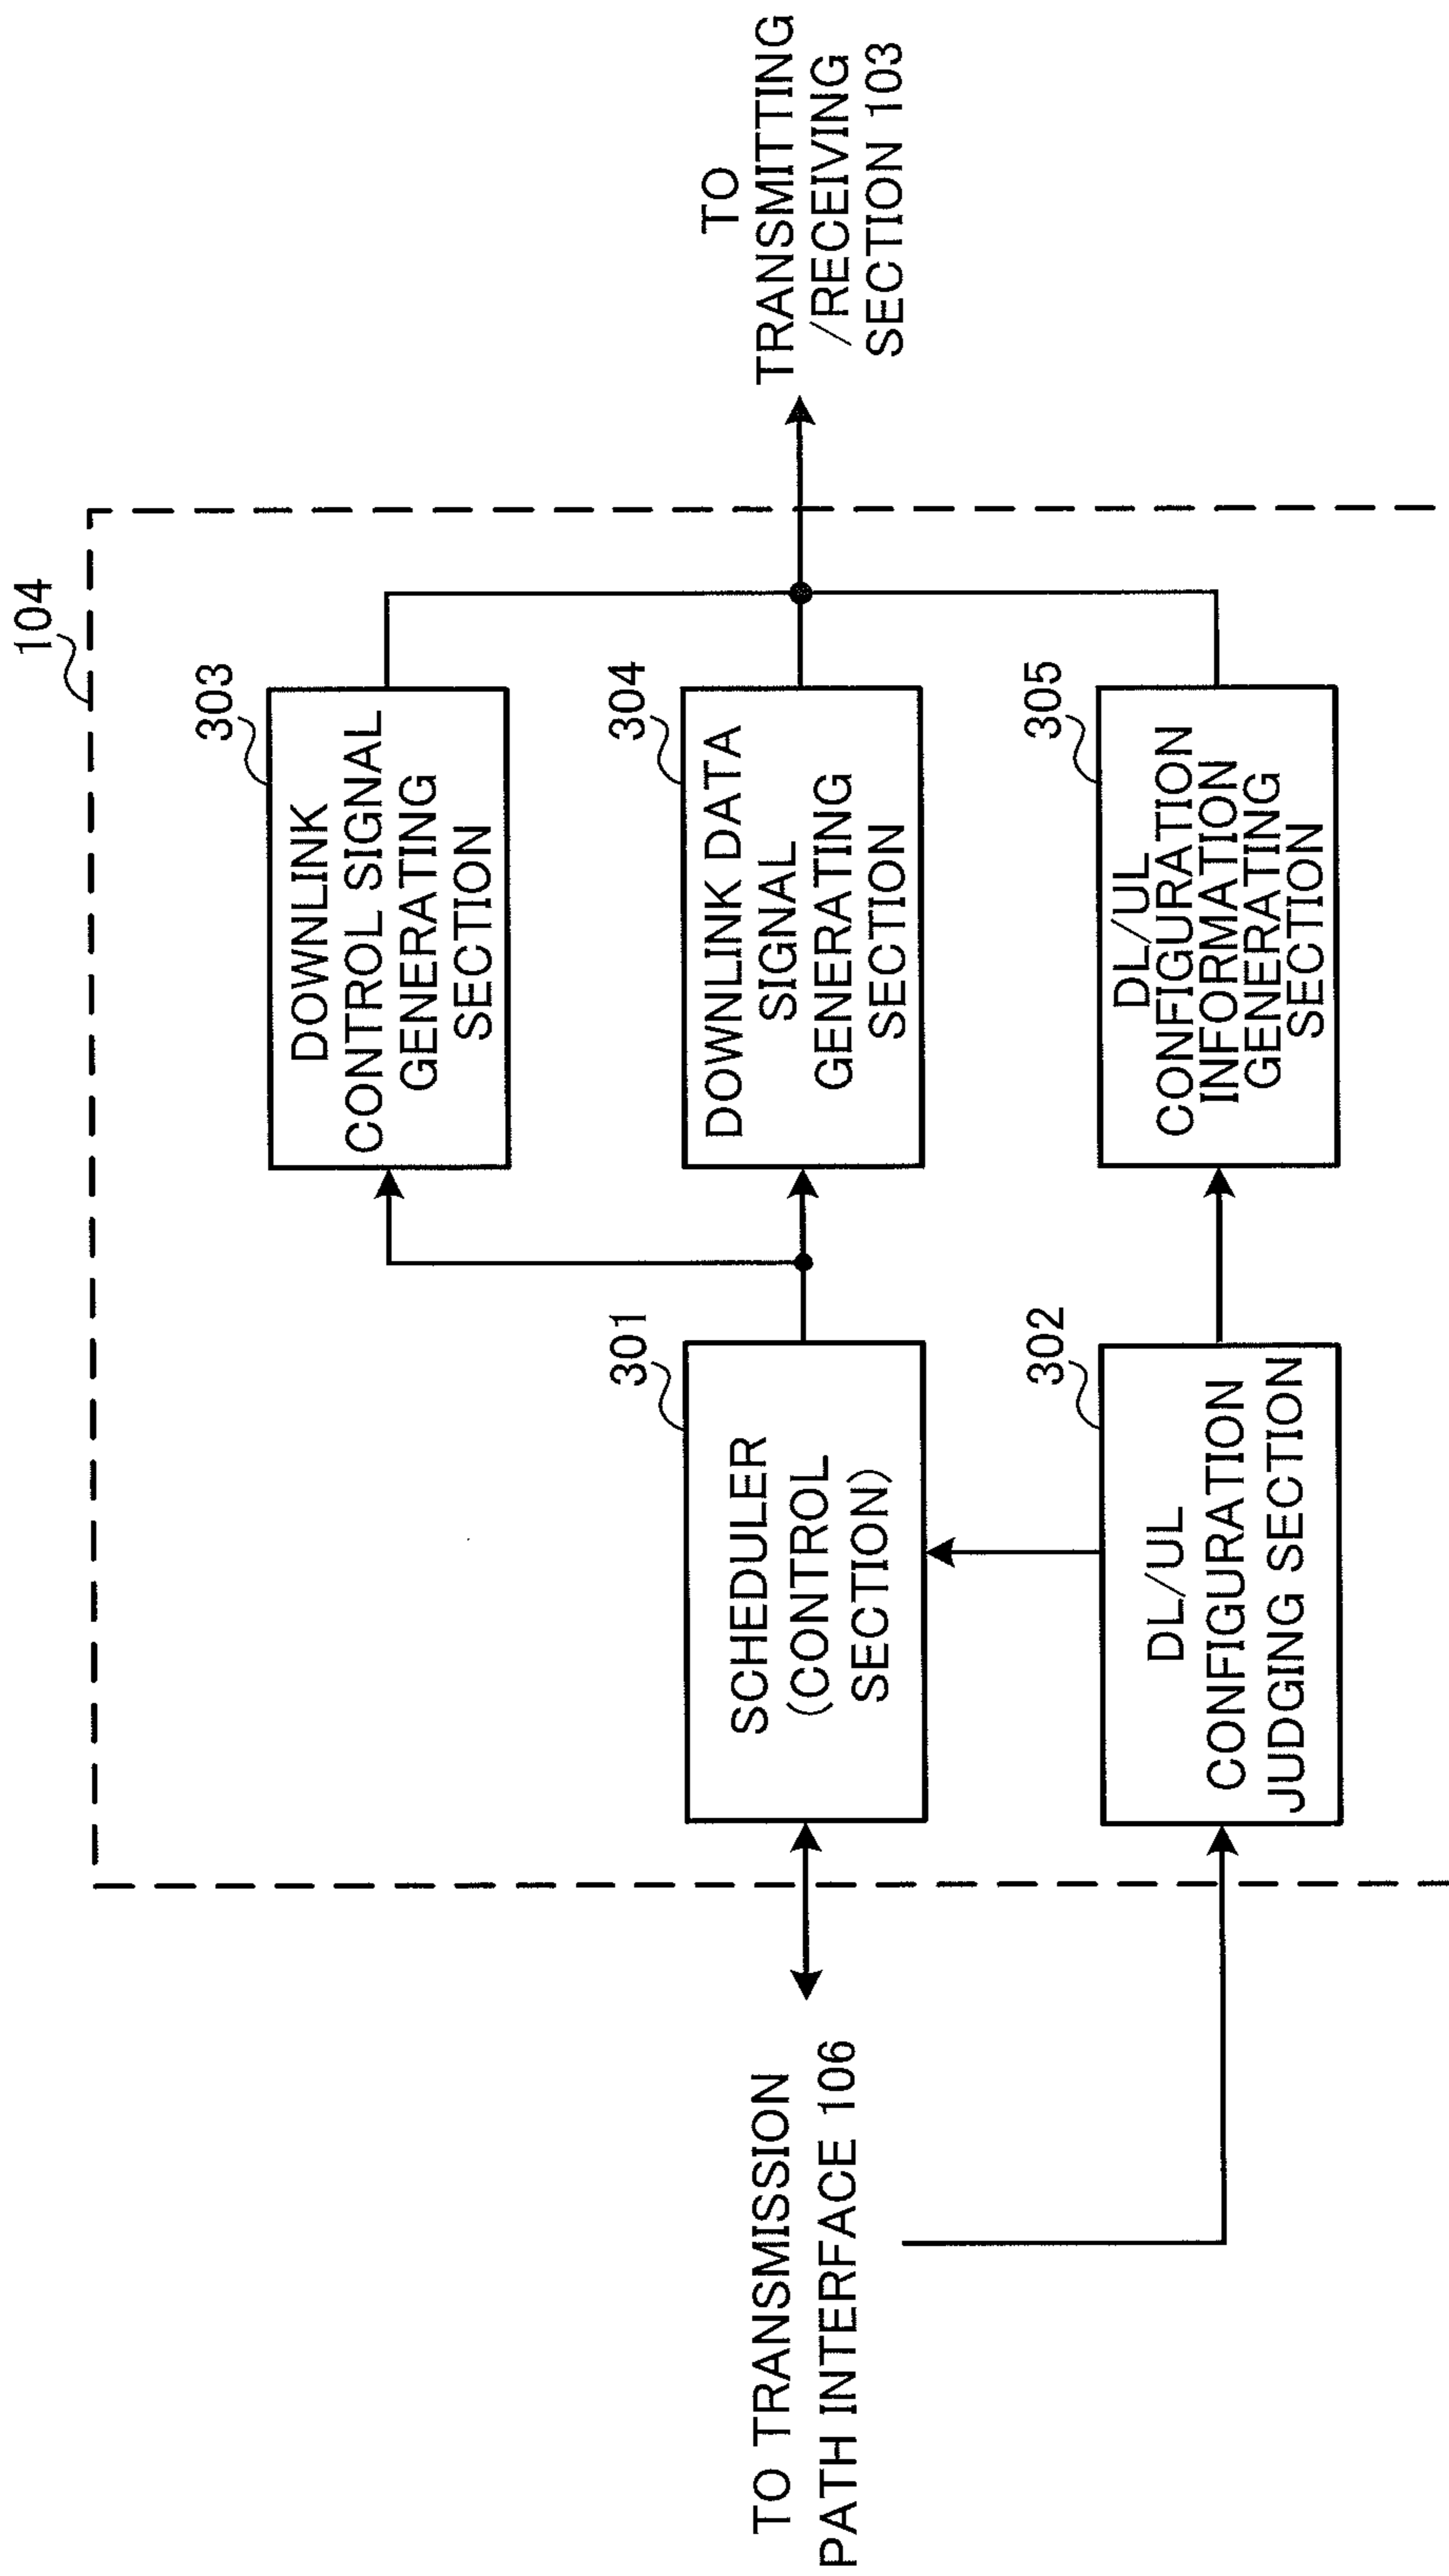 104
303
DOWNLINK
CONTROL SIGNAL
GENERATING
SECTION
301
SCHEDULER
(CONTROL
SECTION)
304
DOWNLINK DATA
SIGNAL
GENERATING
SECTION
TO
TRANSMITTING
/RECEIVING
SECTION 103
TO TRANSMISSION
PATH INTERFACE 106
302
DL/UL
CONFIGURATION
JUDGING SECTION
305
DL/UL
CONFIGURATION
INFORMATION
GENERATING
SECTION